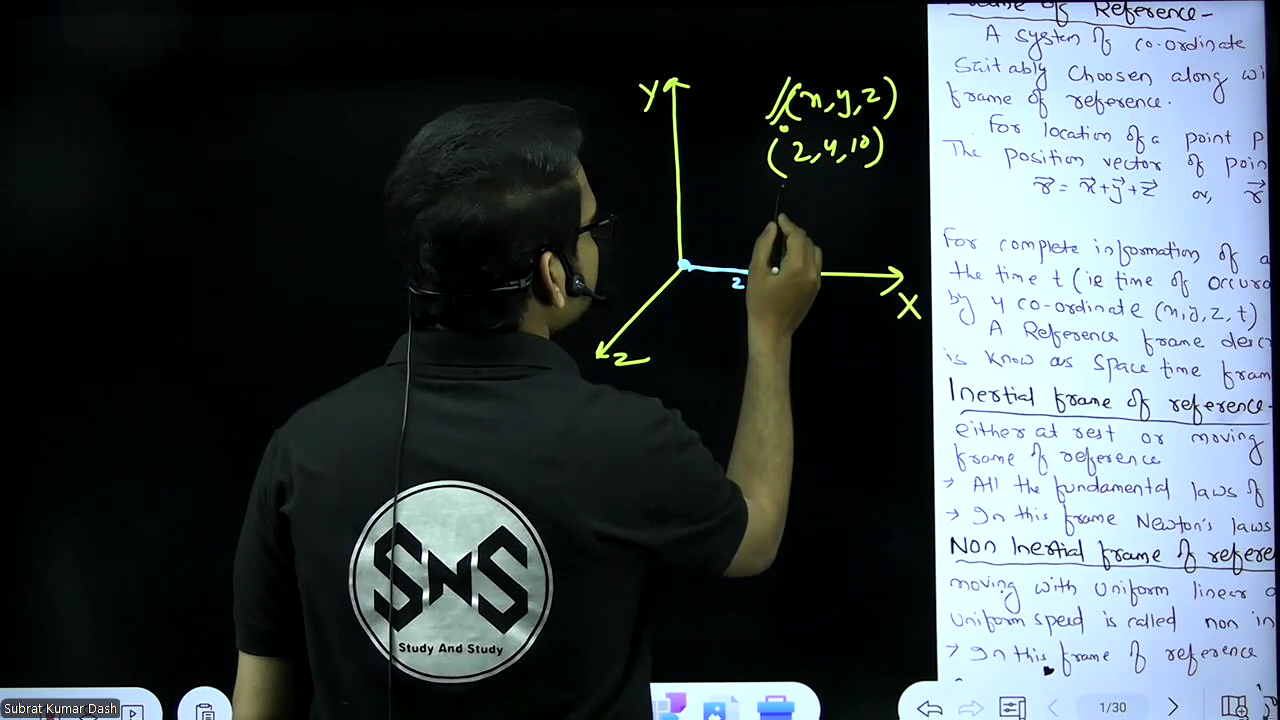 Y
(x, y, z)
(2, 4, 10)
2
X
Z
SNS
Study And Study
Frame of Reference-
A system of co-ordinate
Suitably Choosen along wi
frame of reference.
For location of a point P
The position vector of poin
r⃗ = x⃗+y⃗+z⃗ or, r⃗
For complete information of a
the time t (ie time of occura
by 4 co-ordinate (x,y,z,t)
A Reference frame descr
is know as space time fram
Inertial frame of reference-
either at rest or moving
frame of reference
→ All the fundamental laws of
→ In this frame Newton's laws
Non Inertial frame of refere
moving with uniform linear a
uniform speed is called non in
→ In this frame of reference
Subrat Kumar Dash
1/30